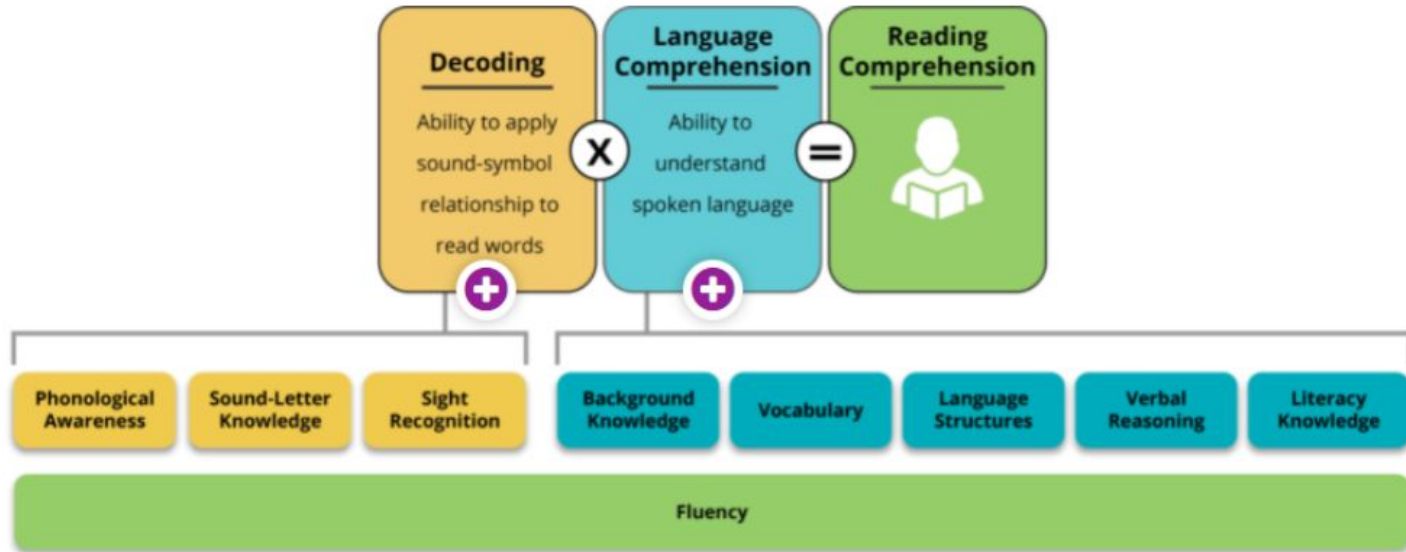 Decoding
Ability to apply
sound-symbol
relationship to
read words
X
Language
Comprehension
Ability to
understand
spoken language
=
Reading
Comprehension
+
+
Phonological
Awareness
Sound-Letter
Knowledge
Sight
Recognition
Background
Knowledge
Vocabulary
Language
Structures
Verbal
Reasoning
Literacy
Knowledge
Fluency